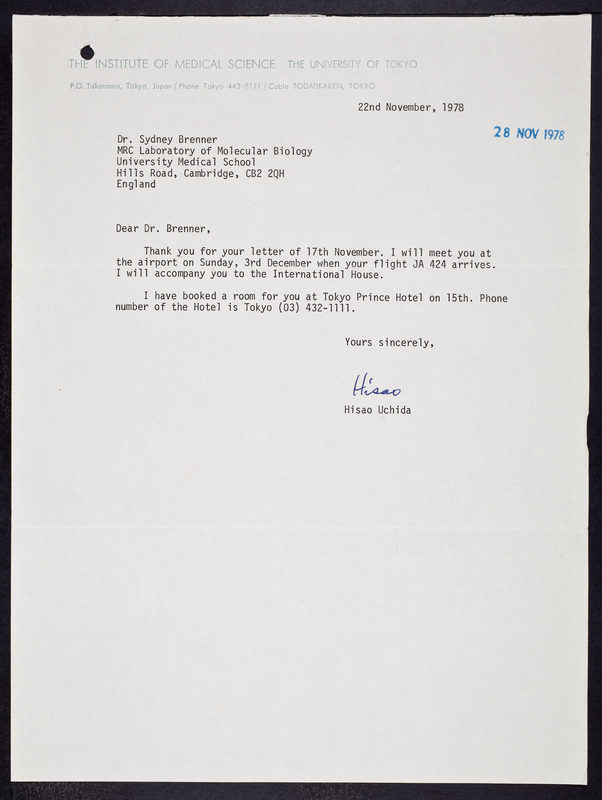 THE INSTITUTE OF MEDICAL SCIENCE THE UNIVERSITY OF TOKYO
P.O. Takanawa, Tokyo, Japan / Phone Tokyo 443-8111 / Cable TODAIIKAKEN, TOKYO
22nd November, 1978
28 NOV 1978
Dr. Sydney Brenner
MRC Laboratory of Molecular Biology
University Medical School
Hills Road, Cambridge, CB2 2QH
England
Dear Dr. Brenner,
Thank you for your letter of 17th November. I will meet you at
the airport on Sunday, 3rd December when your flight JA 424 arrives.
I will accompany you to the International House.
I have booked a room for you at Tokyo Prince Hotel on 15th. Phone
number of the Hotel is Tokyo (03) 432-1111.
Yours sincerely,
Hisao
Hisao Uchida